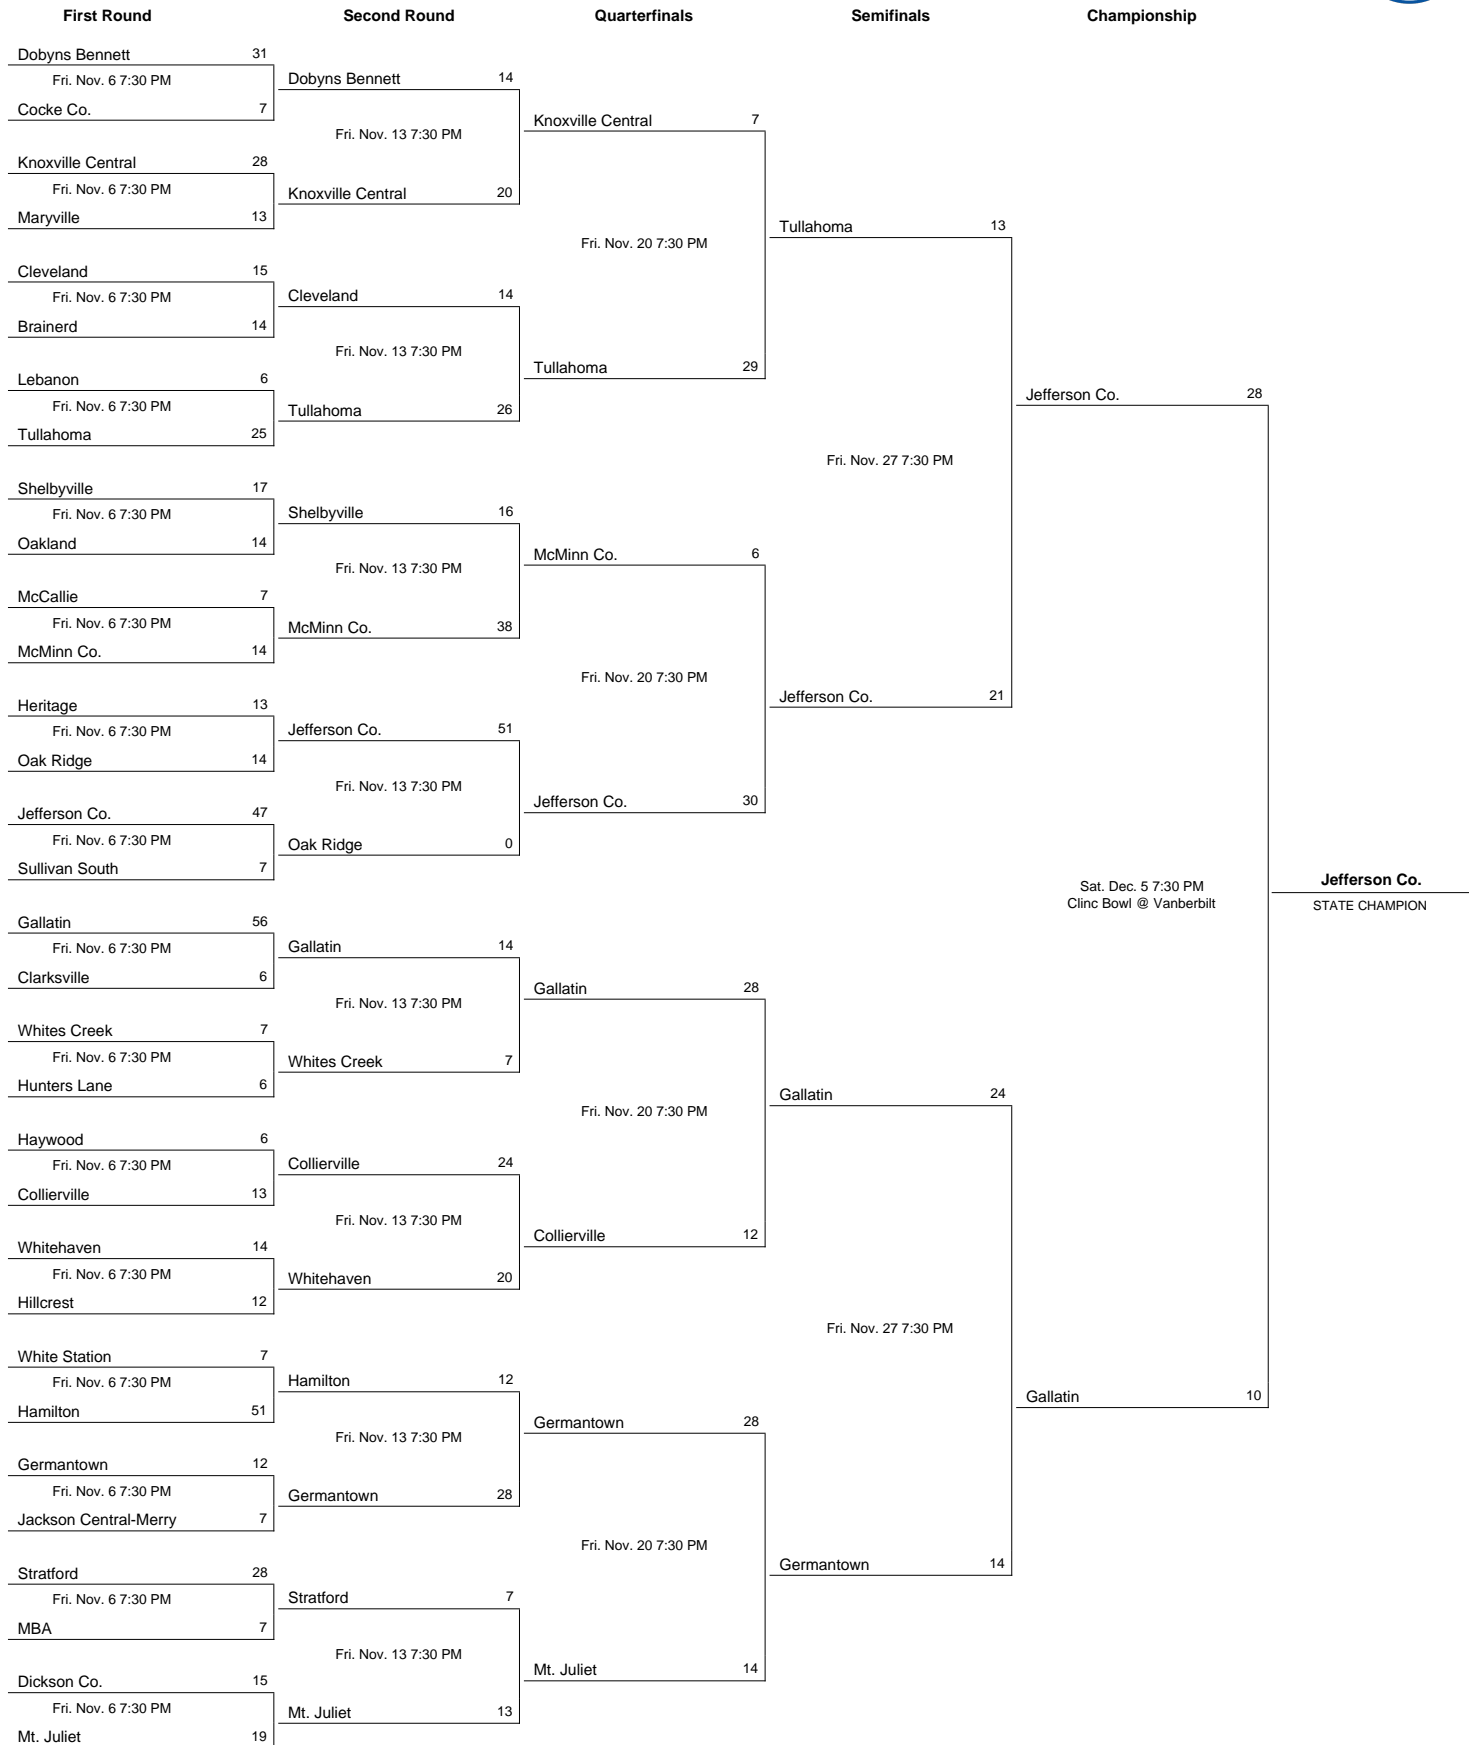 First Round Second Round Quarterfinals Semifinals Championship
Dobyns Bennett 31
Fri. Nov. 6 7:30 PM
Cocke Co. 7
Knoxville Central 28
Fri. Nov. 6 7:30 PM
Maryville 13
Cleveland 15
Fri. Nov. 6 7:30 PM
Brainerd 14
Lebanon 6
Fri. Nov. 6 7:30 PM
Tullahoma 25
Shelbyville 17
Fri. Nov. 6 7:30 PM
Oakland 14
McCallie 7
Fri. Nov. 6 7:30 PM
McMinn Co. 14
Heritage 13
Fri. Nov. 6 7:30 PM
Oak Ridge 14
Jefferson Co. 47
Fri. Nov. 6 7:30 PM
Sullivan South 7
Gallatin 56
Fri. Nov. 6 7:30 PM
Clarksville 6
Whites Creek 7
Fri. Nov. 6 7:30 PM
Hunters Lane 6
Haywood 6
Fri. Nov. 6 7:30 PM
Collierville 13
Whitehaven 14
Fri. Nov. 6 7:30 PM
Hillcrest 12
White Station 7
Fri. Nov. 6 7:30 PM
Hamilton 51
Germantown 12
Fri. Nov. 6 7:30 PM
Jackson Central-Merry 7
Stratford 28
Fri. Nov. 6 7:30 PM
MBA 7
Dickson Co. 15
Fri. Nov. 6 7:30 PM
Mt. Juliet 19
Dobyns Bennett 14
Fri. Nov. 13 7:30 PM
Knoxville Central 20
Cleveland 14
Fri. Nov. 13 7:30 PM
Tullahoma 26
Shelbyville 16
Fri. Nov. 13 7:30 PM
McMinn Co. 38
Jefferson Co. 51
Fri. Nov. 13 7:30 PM
Oak Ridge 0
Gallatin 14
Fri. Nov. 13 7:30 PM
Whites Creek 7
Collierville 24
Fri. Nov. 13 7:30 PM
Whitehaven 20
Hamilton 12
Fri. Nov. 13 7:30 PM
Germantown 28
Stratford 7
Fri. Nov. 13 7:30 PM
Mt. Juliet 13
Knoxville Central 7
Fri. Nov. 20 7:30 PM
Tullahoma 29
McMinn Co. 6
Fri. Nov. 20 7:30 PM
Jefferson Co. 30
Gallatin 28
Fri. Nov. 20 7:30 PM
Collierville 12
Germantown 28
Fri. Nov. 20 7:30 PM
Mt. Juliet 14
Tullahoma 13
Fri. Nov. 27 7:30 PM
Jefferson Co. 21
Gallatin 24
Fri. Nov. 27 7:30 PM
Germantown 14
Jefferson Co. 28
Sat. Dec. 5 7:30 PM
Clinc Bowl @ Vanberbilt
Gallatin 10
Jefferson Co.
STATE CHAMPION